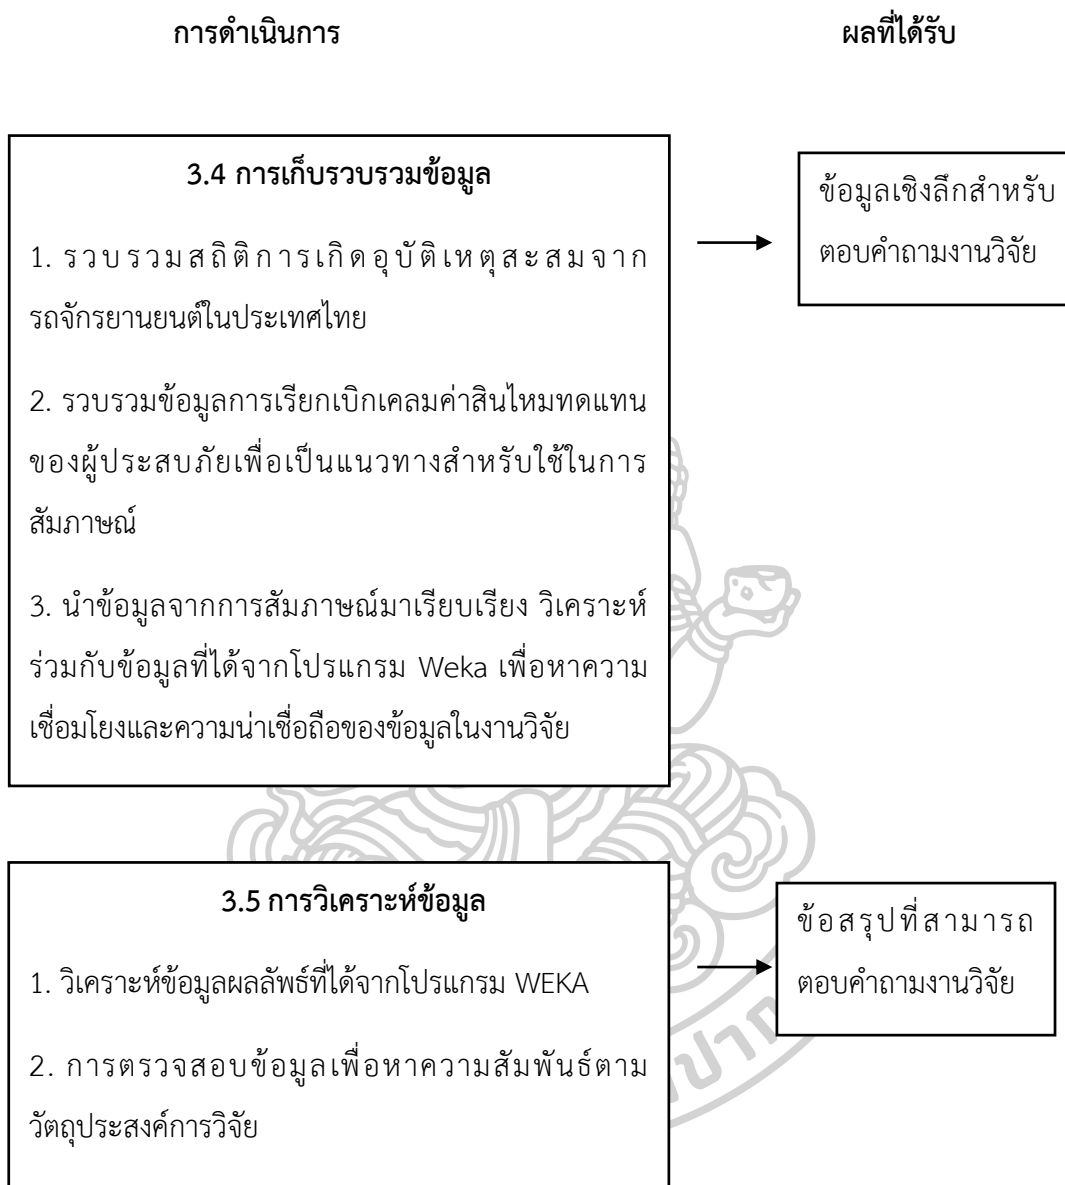 การดำเนินการ
ผลที่ได้รับ
3.4 การเก็บรวบรวมข้อมูล
1. รวบรวมสถิติการเกิดอุบัติเหตุสะสมจาก
รถจักรยานยนต์ในประเทศไทย
2. รวบรวมข้อมูลการเรียกเบิกเคลมค่าสินไหมทดแทน
ของผู้ประสบภัยเพื่อเป็นแนวทางสำหรับใช้ในการ
สัมภาษณ์
3. นำข้อมูลจากการสัมภาษณ์มาเรียบเรียง วิเคราะห์
ร่วมกับข้อมูลที่ได้จากโปรแกรม Weka เพื่อหาความ
เชื่อมโยงและความน่าเชื่อถือของข้อมูลในงานวิจัย
ข้อมูลเชิงลึกสำหรับ
ตอบคำถามงานวิจัย
3.5 การวิเคราะห์ข้อมูล
1. วิเคราะห์ข้อมูลผลลัพธ์ที่ได้จากโปรแกรม WEKA
2. การตรวจสอบข้อมูลเพื่อหาความสัมพันธ์ตาม
วัตถุประสงค์การวิจัย
ข้อสรุปที่สามารถ
ตอบคำถามงานวิจัย